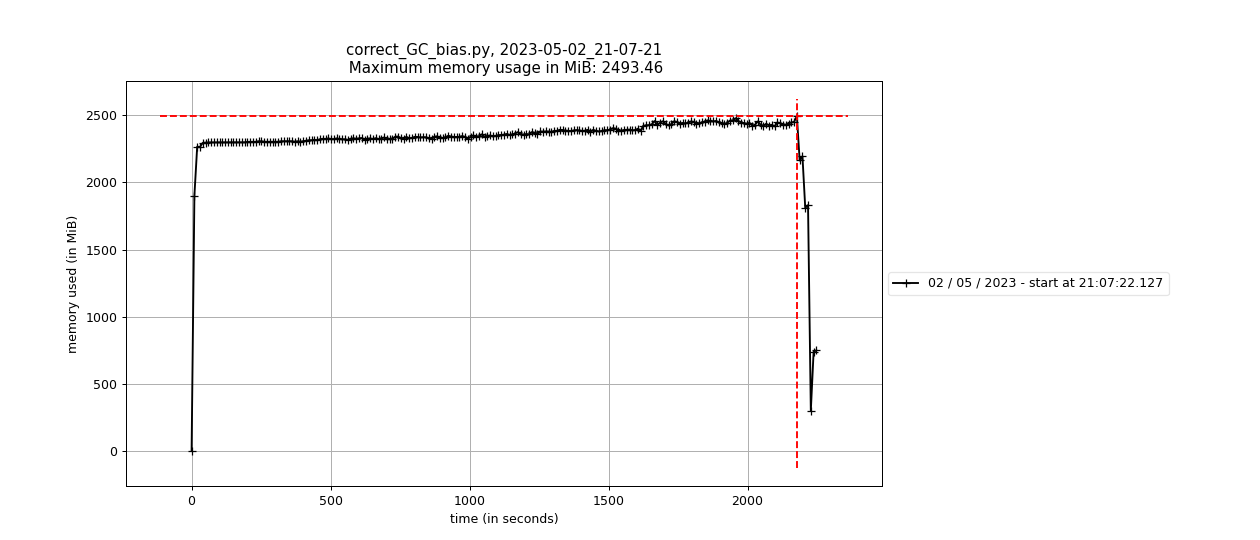 correct_GC_bias.py, 2023-05-02_21-07-21
Maximum memory usage in MiB: 2493.46
2500
2000
1500
1000
500
0
memory used (in MiB)
0 500 1000 1500 2000
time (in seconds)
02 / 05 / 2023 - start at 21:07:22.127